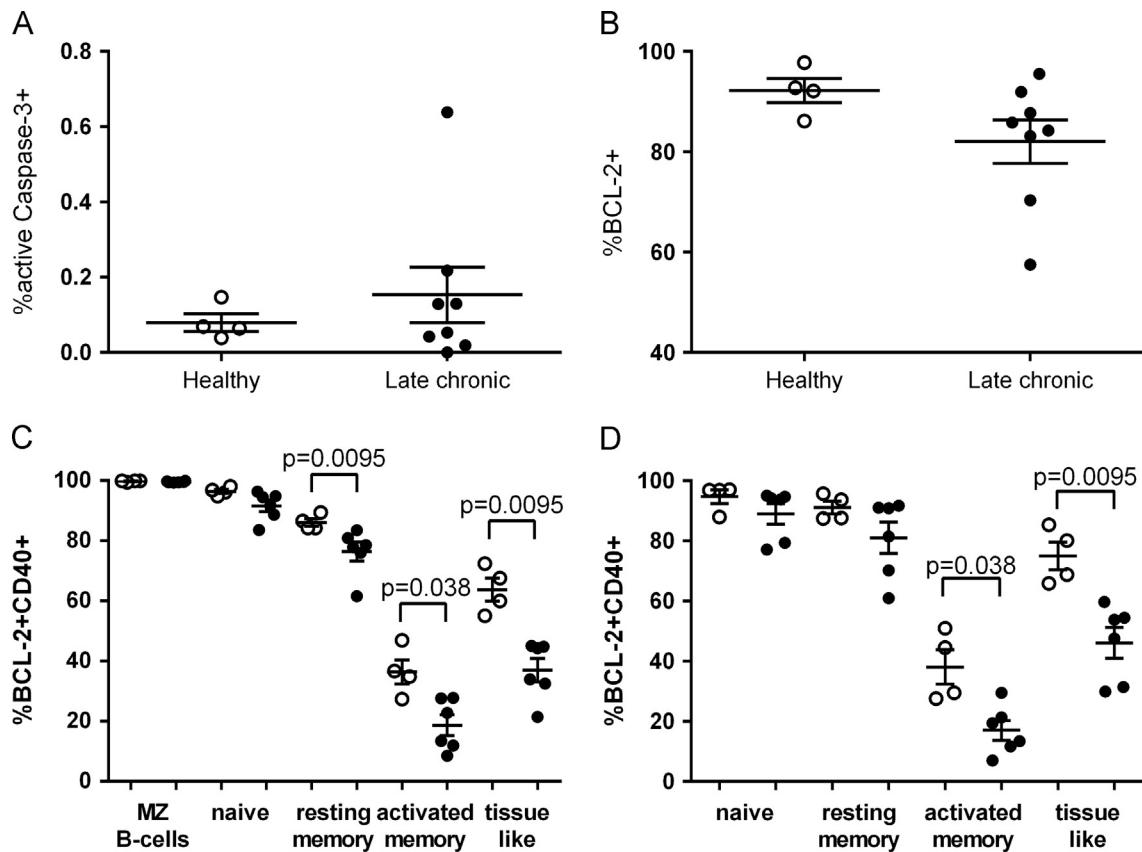 A
%active Caspase-3+
0.8
0.6
0.4
0.2
0.0
Healthy
Late chronic
B
%BCL-2+
100
80
60
40
Healthy
Late chronic
C
%BCL-2+CD40+
100
80
60
40
20
0
p=0.0095
p=0.038
p=0.0095
MZ
B-cells
naive
resting
memory
activated
memory
tissue
like
D
%BCL-2+CD40+
100
80
60
40
20
0
p=0.038
p=0.0095
naive
resting
memory
activated
memory
tissue
like